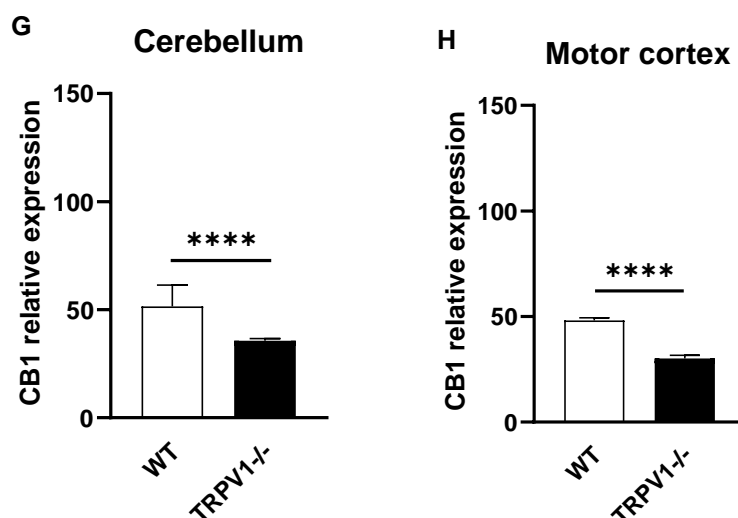 G
Cerebellum
CB1 relative expression
150
100
50
0
****
WT
TRPV1-/-
H
Motor cortex
CB1 relative expression
150
100
50
0
****
WT
TRPV1-/-